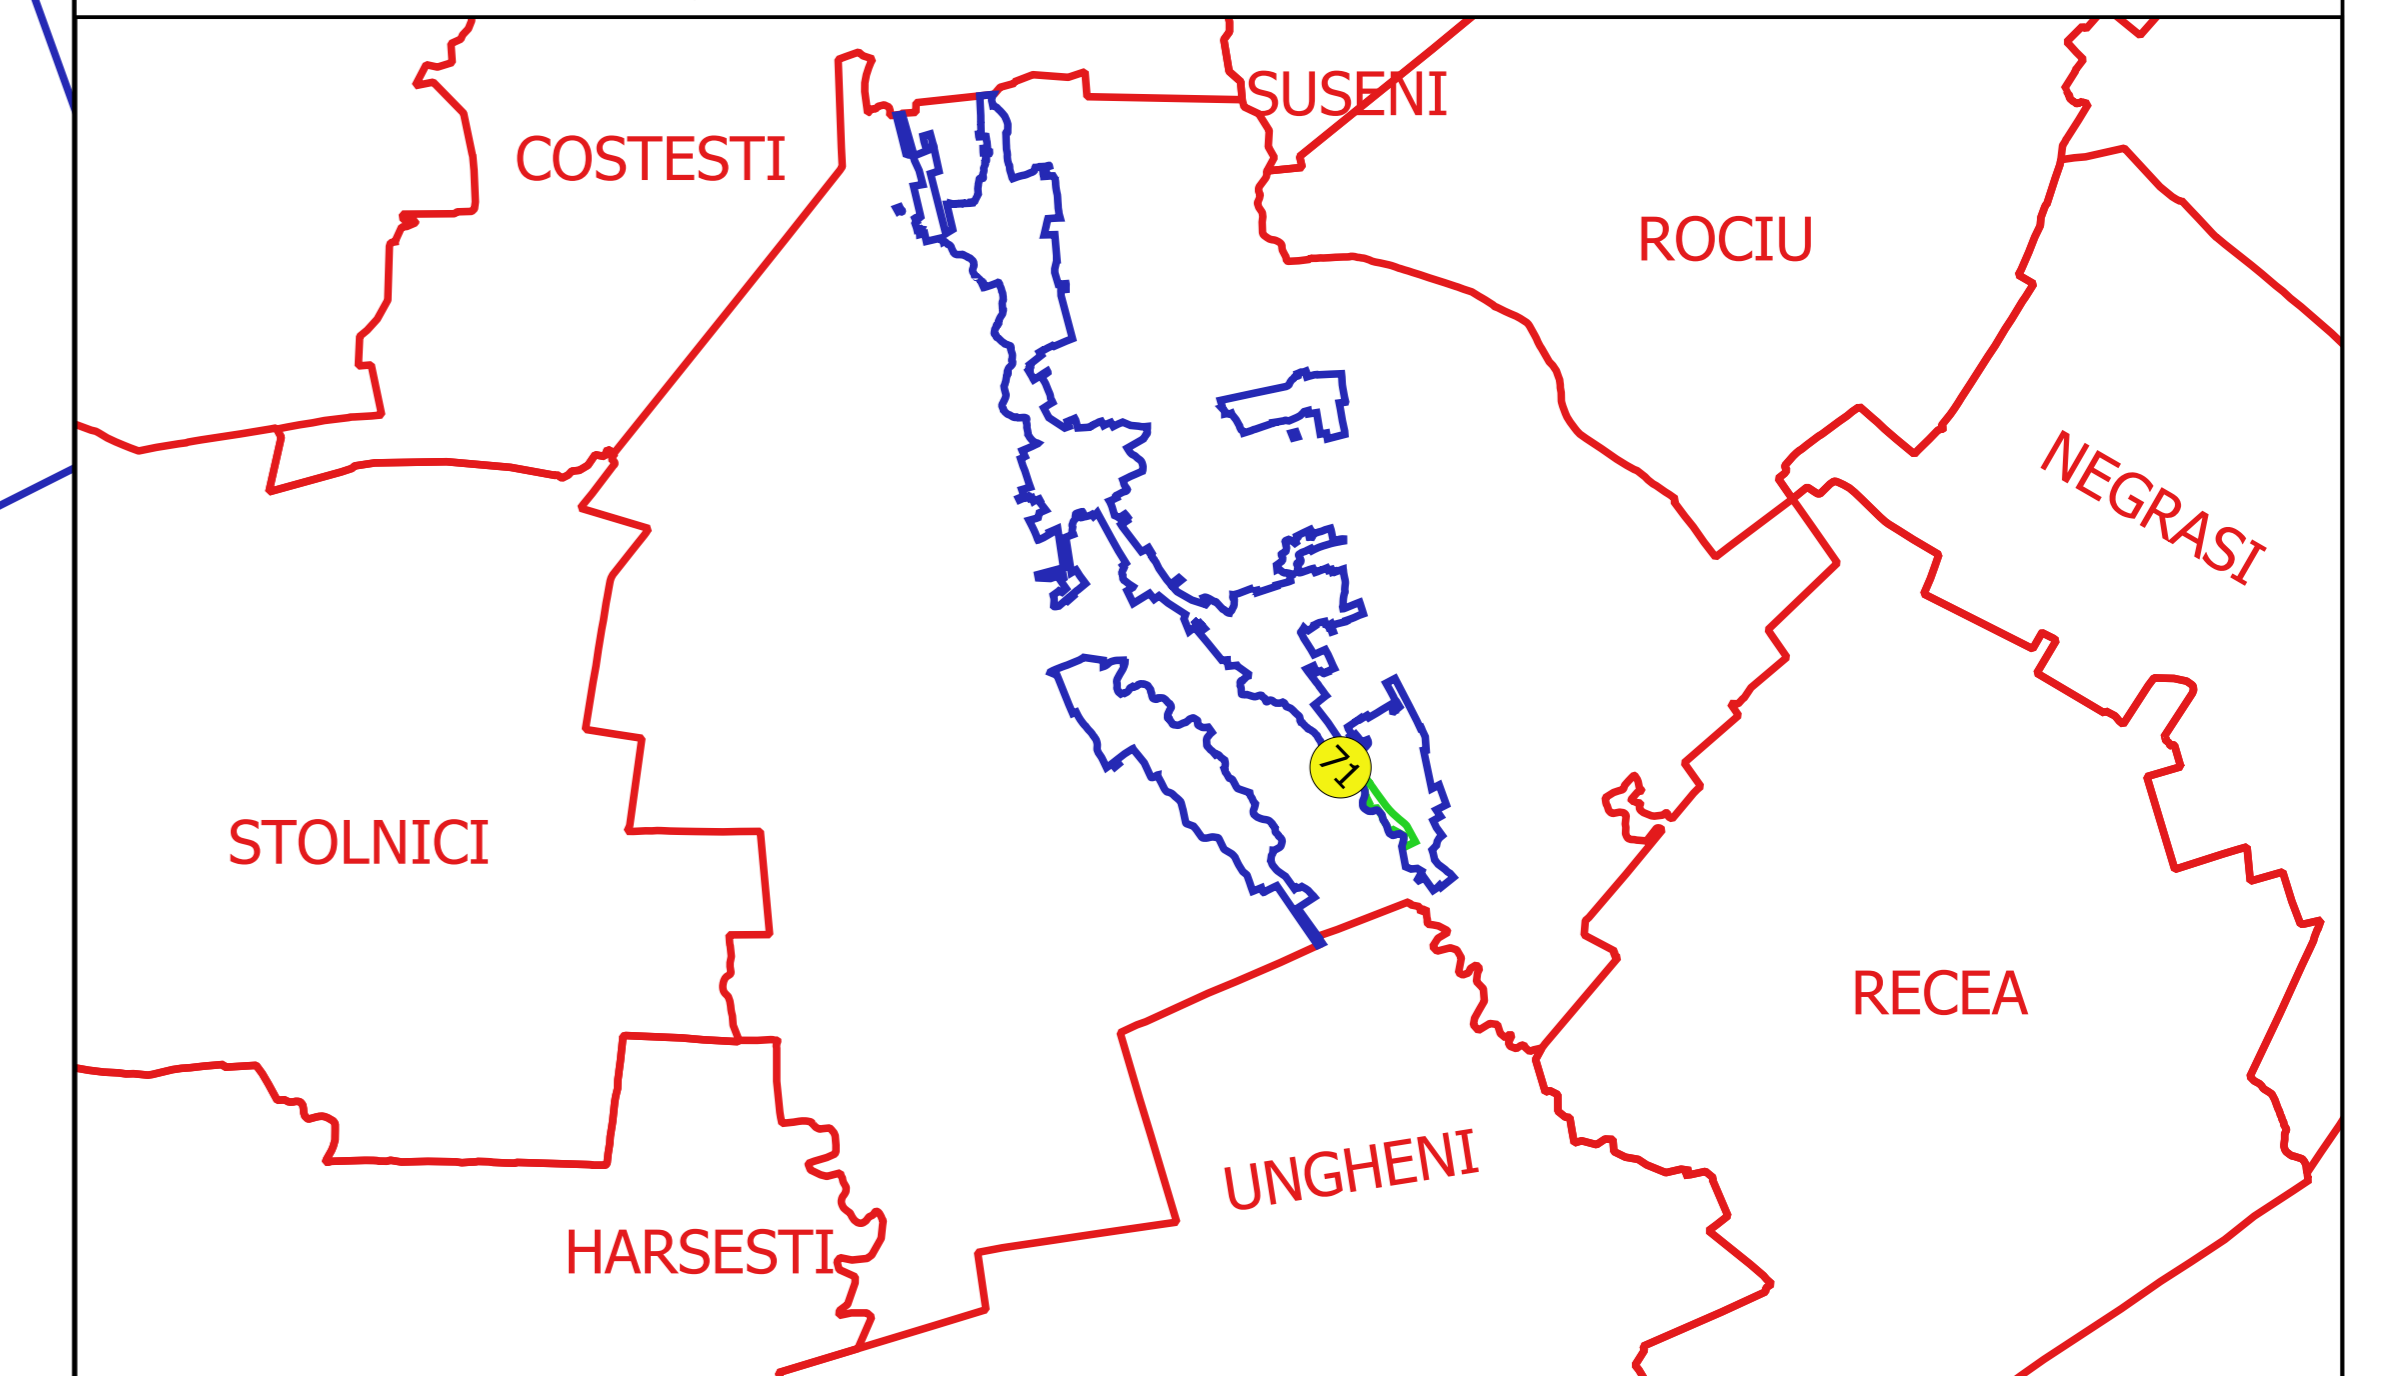 SUSENI
COSTESTI
ROCIU
NEGRASI
71
STOLNICI
RECEA
UNGHENI
HARSESTI